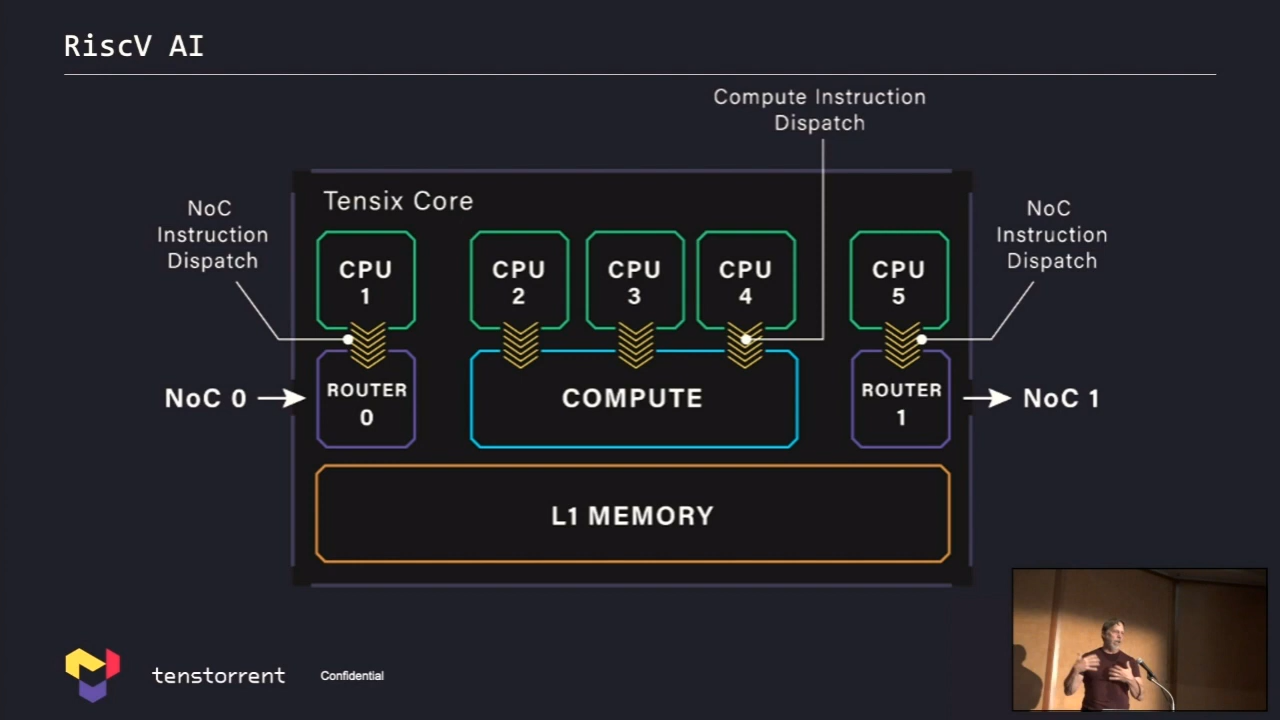 RiscV AI
Compute Instruction
Dispatch
NoC
Instruction
Dispatch
Tensix Core
NoC
Instruction
Dispatch
CPU
1
CPU
2
CPU
3
CPU
4
CPU
5
NoC 0
ROUTER
0
COMPUTE
ROUTER
1
NoC 1
L1 MEMORY
tenstorrent
Confidential